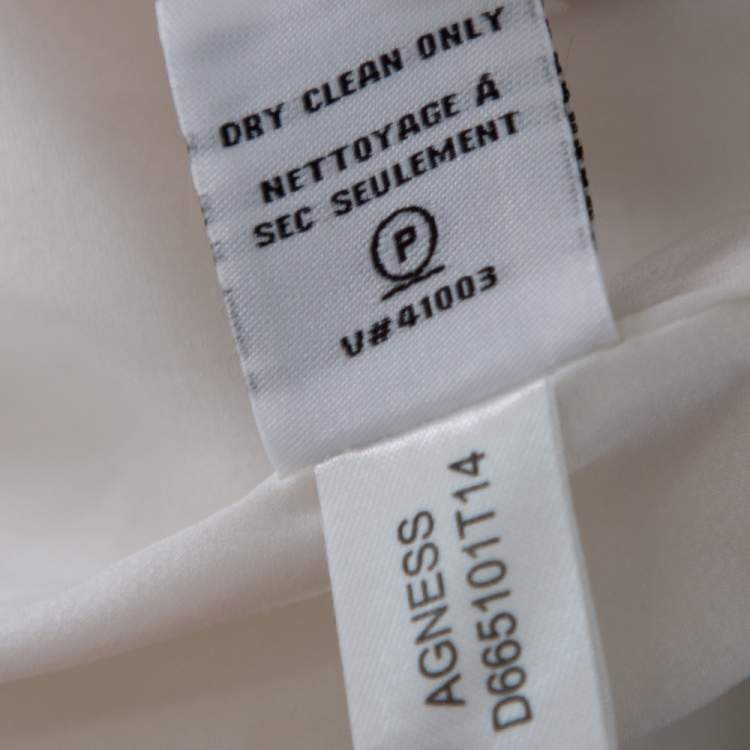 DRY CLEAN ONLY
NETTOYAGE Á
SEC SEULEMENT
P
V#41003
AGNESS
D665101T14